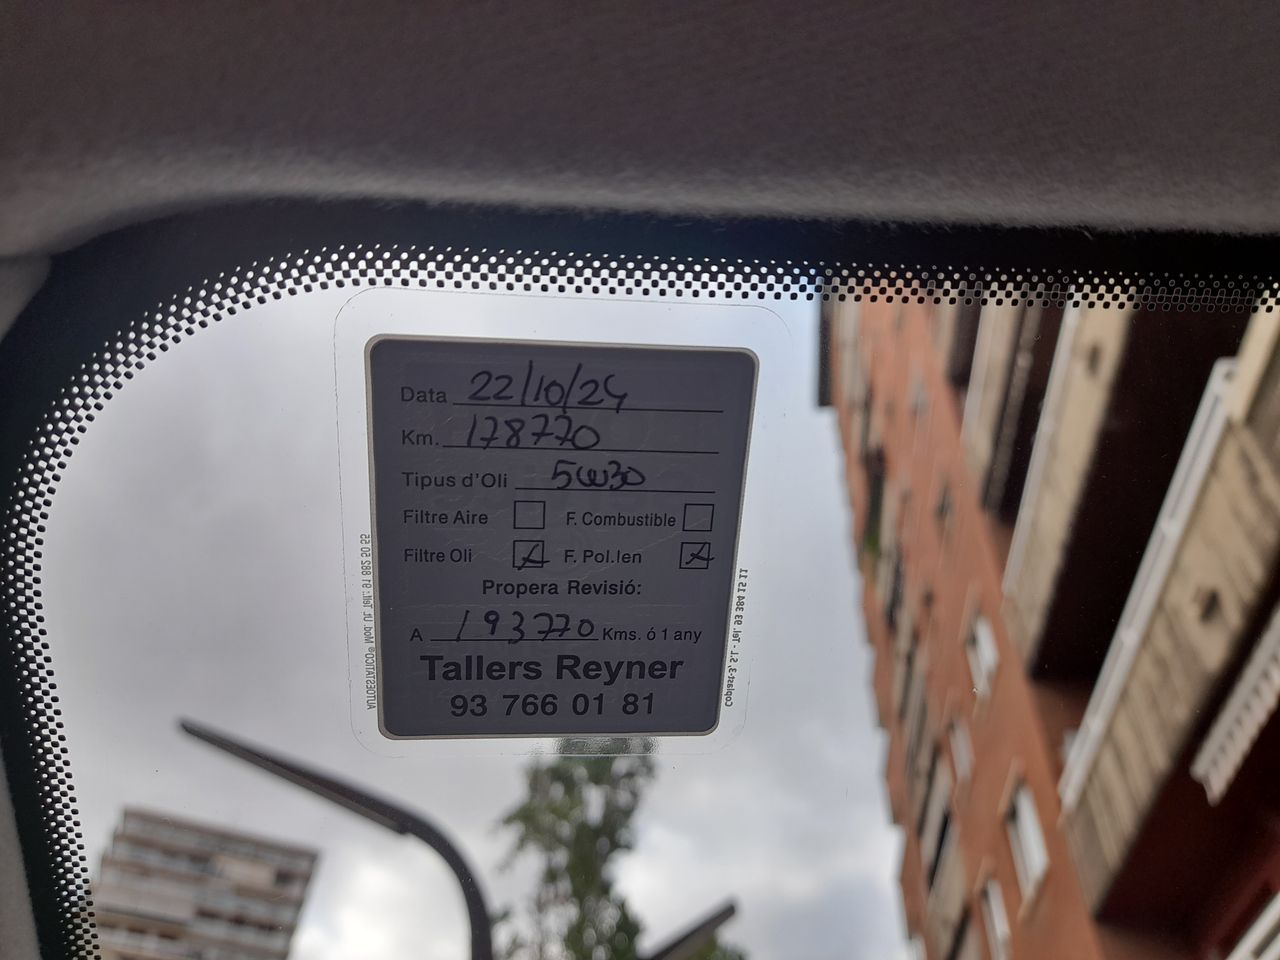 Data 22/10/24
Km. 178770
Tipus d'Oli 5W30
Filtre Aire F. Combustible
Filtre Oli F. Pol.len
Propera Revisió:
A 193770 Kms. ó 1 any
Tallers Reyner
93 766 01 81